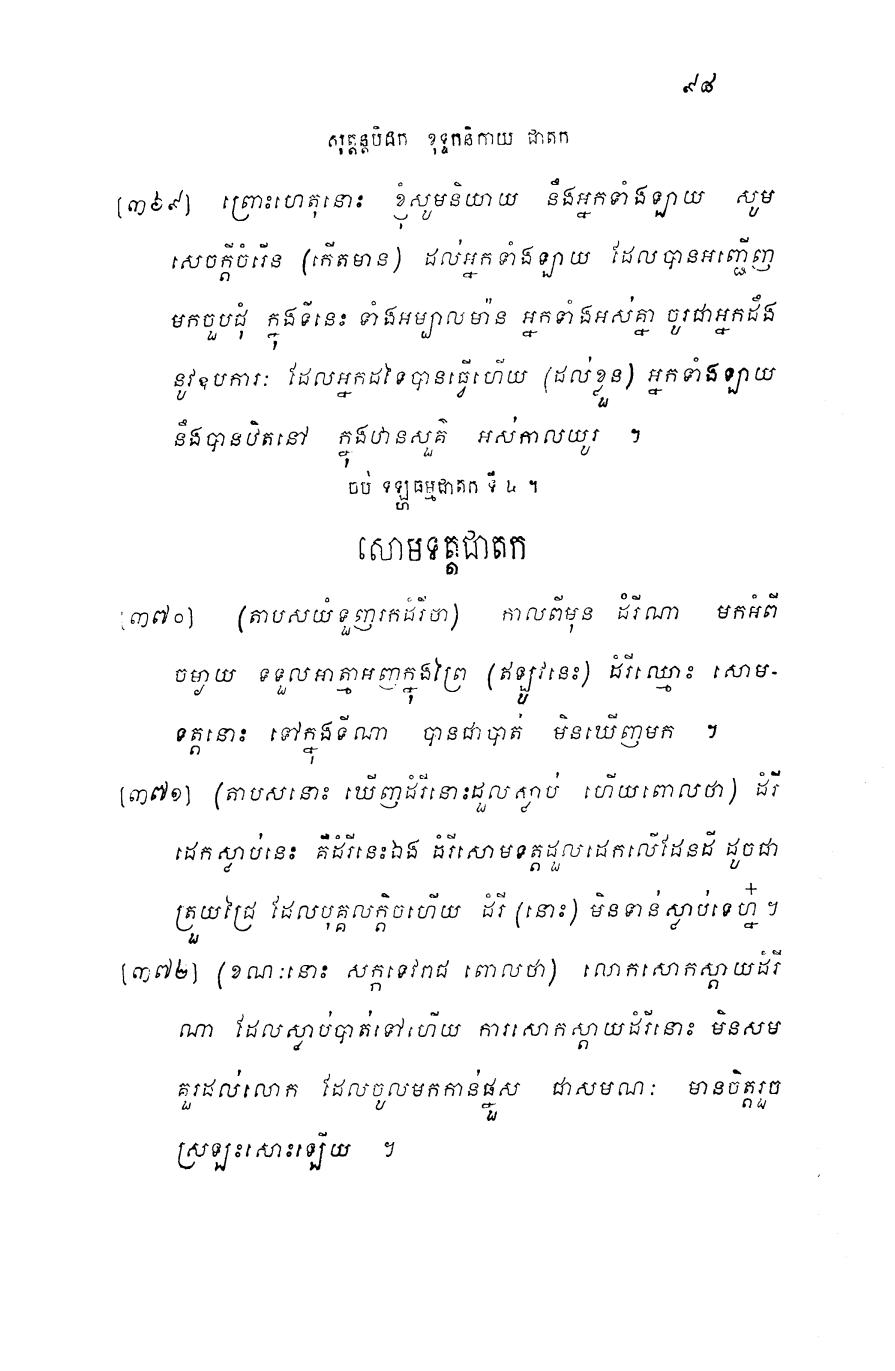 ៩៨
សុត្តន្តបិដក ខុទ្ទកនិកាយ ជាតក
[៣៦៩] ព្រោះហេតុនោះ ខ្ញុំសូមនិយាយ នឹងអ្នកទាំងឡាយ សូម
សេចក្តីចំរើន (កើតមាន) ដល់អ្នកទាំងឡាយ ដែលបានអញ្ជើញ
មកចួបជុំ ក្នុងទីនេះ ទាំងអម្បាលម៉ាន អ្នកទាំងអស់គ្នា ចូរជាអ្នកដឹង
នូវឧបការៈ ដែលអ្នកដទៃបានធ្វើហើយ (ដល់ខ្លួន) អ្នកទាំងឡាយ
នឹងបានឋិតនៅ ក្នុងឋានសួគ៌ អស់កាលយូរ ។
ចប់ ទឡ្ហធម្មជាតក ទី ៤ ។
សោមទត្តជាតក
[៣៧០] (តាបសយំទួញរកដំរីថា) កាលពីមុន ដំរីណា មកអំពី
ចម្ងាយ ទទួលអាត្មាអញក្នុងព្រៃ (ឥឡូវនេះ) ដំរីឈ្មោះ សោម-
ទត្តនោះ ទៅក្នុងទីណា បានជាបាត់ មិនឃើញមក ។
[៣៧១] (តាបសនោះ ឃើញដំរីនោះដួលស្លាប់ ហើយពោលថា) ដំរី
ដេកស្លាប់នេះ គឺដំរីនេះឯង ដំរីសោមទត្តដួលដេកលើផែនដី ដូចជា
ត្រួយជ្រៃ ដែលបុគ្គលក្តិចហើយ ដំរី (នោះ) មិនទាន់ស្លាប់ទេហ្ន៎ ។
[៣៧២] (ខណៈនោះ សក្កទេវរាជ ពោលថា) លោកសោកស្តាយដំរី
ណា ដែលស្លាប់បាត់ទៅហើយ ការសោកស្តាយដំរីនោះ មិនសម
គួរដល់លោក ដែលចូលមកកាន់ផ្នួស ជាសមណៈ មានចិត្តរួច
ស្រឡះសោះឡើយ ។